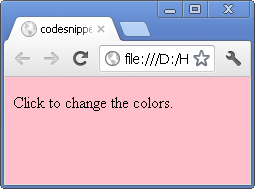 codesnippe
file:///D:/H
Click to change the colors.